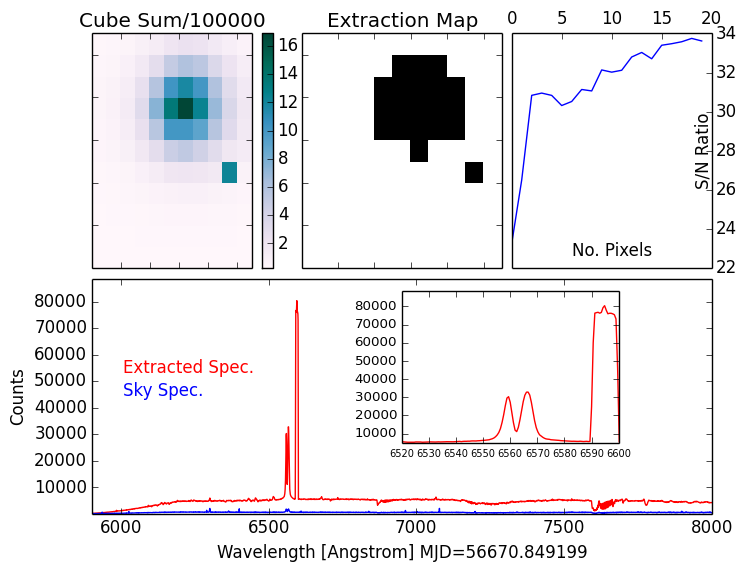 Cube Sum/100000
Extraction Map
0 5 10 15 20
16
14
12
10
8
6
4
2
34
32
30
28
26
24
22
S/N Ratio
No. Pixels
80000
70000
60000
50000
40000
30000
20000
10000
Counts
Extracted Spec.
Sky Spec.
80000
70000
60000
50000
40000
30000
20000
10000
6520 6530 6540 6550 6560 6570 6580 6590 6600
6000 6500 7000 7500 8000
Wavelength [Angstrom] MJD=56670.849199